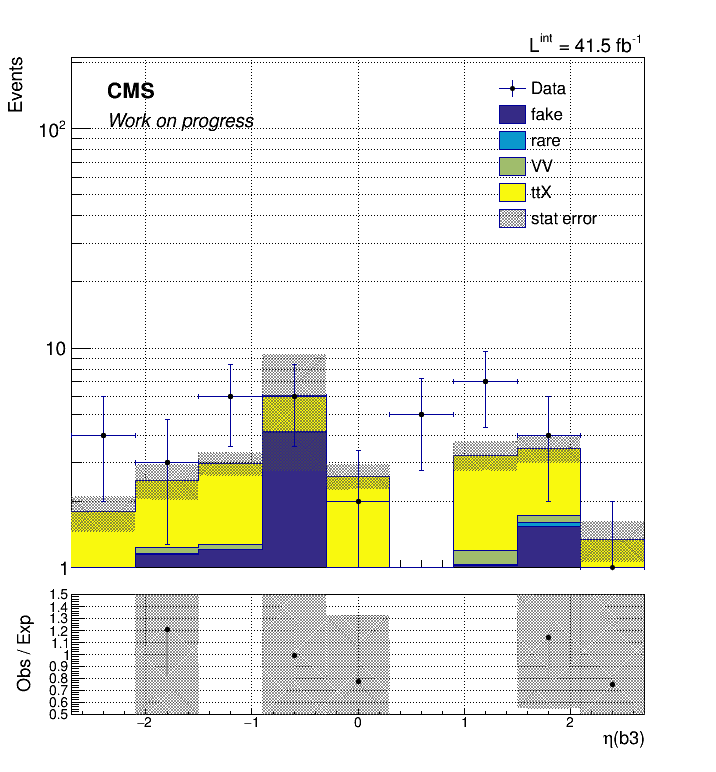 L^int = 41.5 fb^-1
Events
CMS
Work on progress
Data
fake
rare
VV
ttX
stat error
10^2
10
1
Obs / Exp
1.5
1.4
1.3
1.2
1.1
1
0.9
0.8
0.7
0.6
0.5
−2 −1 0 1 2
η(b3)